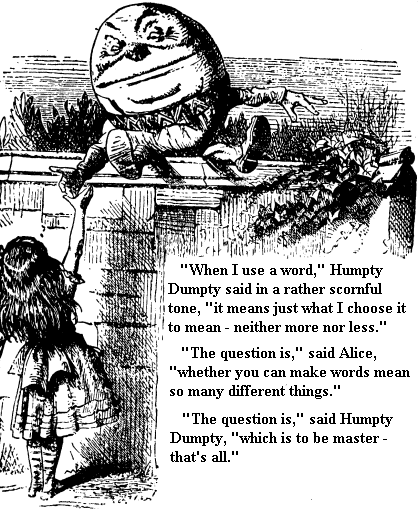 "When I use a word," Humpty
Dumpty said in a rather scornful
tone, "it means just what I choose it
to mean - neither more nor less."
"The question is," said Alice,
"whether you can make words mean
so many different things."
"The question is," said Humpty
Dumpty, "which is to be master -
that's all."